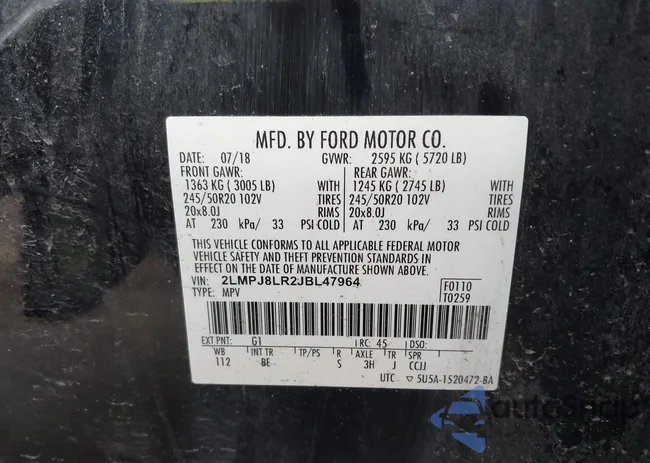 MFD. BY FORD MOTOR CO.
DATE: 07/18 GVWR: 2595 KG ( 5720 LB)
FRONT GAWR: REAR GAWR:
1363 KG ( 3005 LB) WITH 1245 KG ( 2745 LB) WITH
245/50R20 102V TIRES 245/50R20 102V TIRES
20x8.0J RIMS 20x8.0J RIMS
AT 230 kPa/ 33 PSI COLD AT 230 kPa/ 33 PSI COLD
THIS VEHICLE CONFORMS TO ALL APPLICABLE FEDERAL MOTOR
VEHICLE SAFETY AND THEFT PREVENTION STANDARDS IN
EFFECT ON THE DATE OF MANUFACTURE SHOWN ABOVE.
VIN: 2LMPJ8LR2JBL47964 F0110
TYPE: MPV T0259
EXT PNT: G1 RC: 45 DSO:
WB INT TR TP/PS R AXLE TR SPR
112 BE S 3H J CCJJ
UTC ▽ 5U5A-1520472-BA
AutoSnap